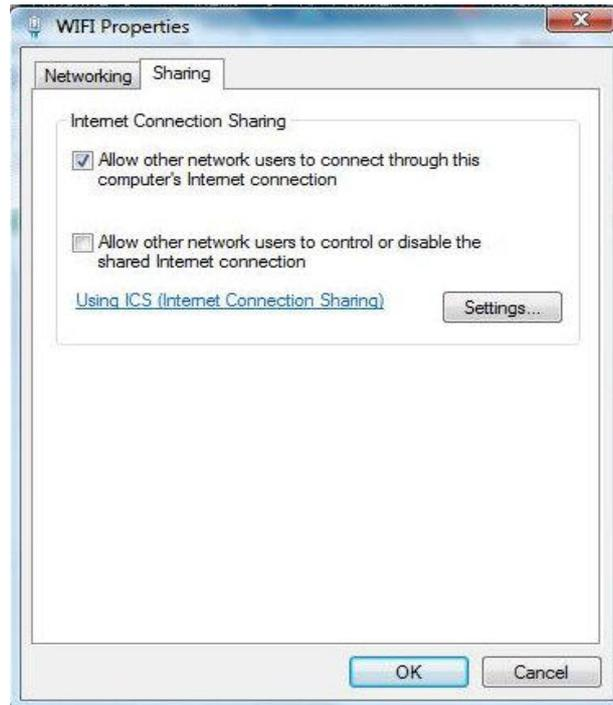 WIFI Properties
Networking
Sharing
Internet Connection Sharing
Allow other network users to connect through this
computer's Internet connection
Allow other network users to control or disable the
shared Internet connection
Using ICS (Internet Connection Sharing)
Settings...
OK
Cancel